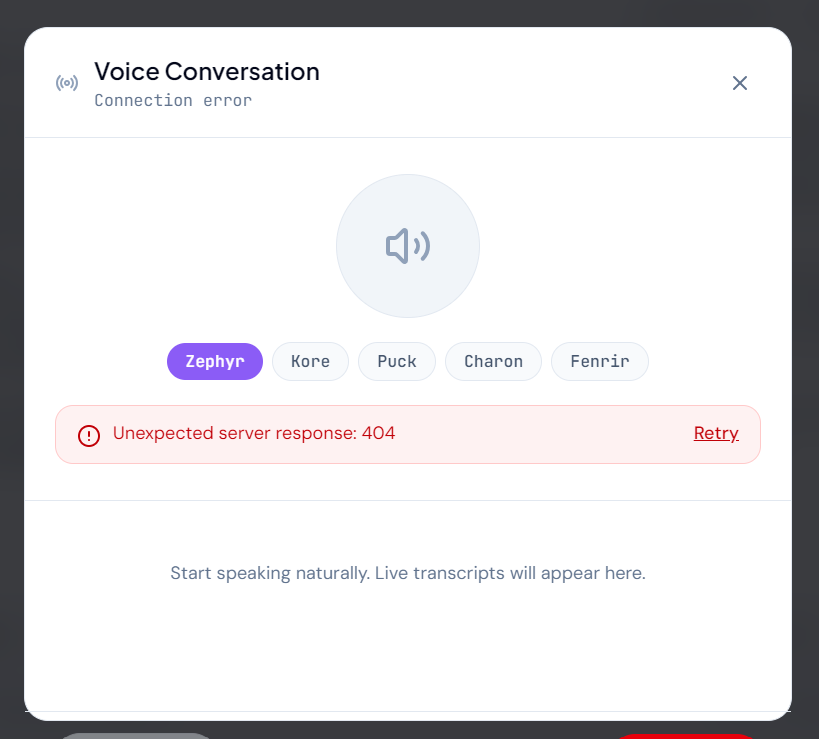 Voice Conversation
Connection error
Zephyr Kore Puck Charon Fenrir
Unexpected server response: 404 Retry
Start speaking naturally. Live transcripts will appear here.